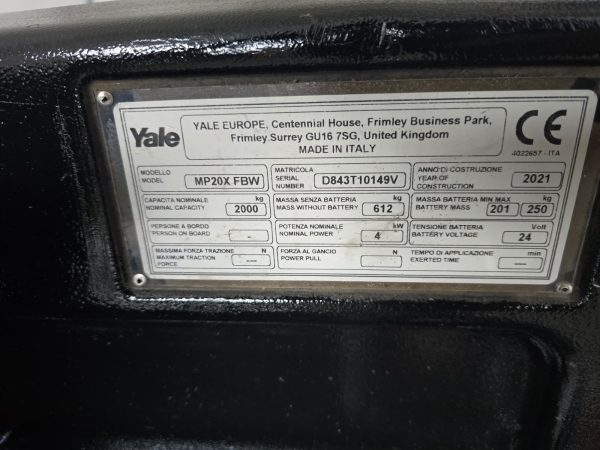 Yale
YALE EUROPE, Centennial House, Frimley Business Park,
Frimley.Surrey GU16 7SG, United Kingdom
MADE IN ITALY
CE
4022657 - ITA
MODELLO
MODEL
MP20X FBW
MATRICOLA
SERIAL
NUMBER
D843T10149V
ANNO DI COSTRUZIONE
YEAR OF
CONSTRUCTION
2021
CAPACITA NOMINALE
NOMINAL CAPACITY
kg
2000
MASSA SENZA BATTERIA
MASS WITHOUT BATTERY
kg
612
MASSA BATTERIA MIN MAX
BATTERY MASS
kg
201
250
PERSONE A BORDO
PERSON ON BOARD
-
POTENZA NOMINALE
NOMINAL POWER
kW
4
TENSIONE BATTERIA
BATTERY VOLTAGE
Volt
24
MASSIMA FORZA TRAZIONE
MAXIMUM TRACTION
FORCE
N
---
FORZA AL GANCIO
POWER PULL
N
---
TEMPO DI APPLICAZIONE
EXERTED TIME
min
---